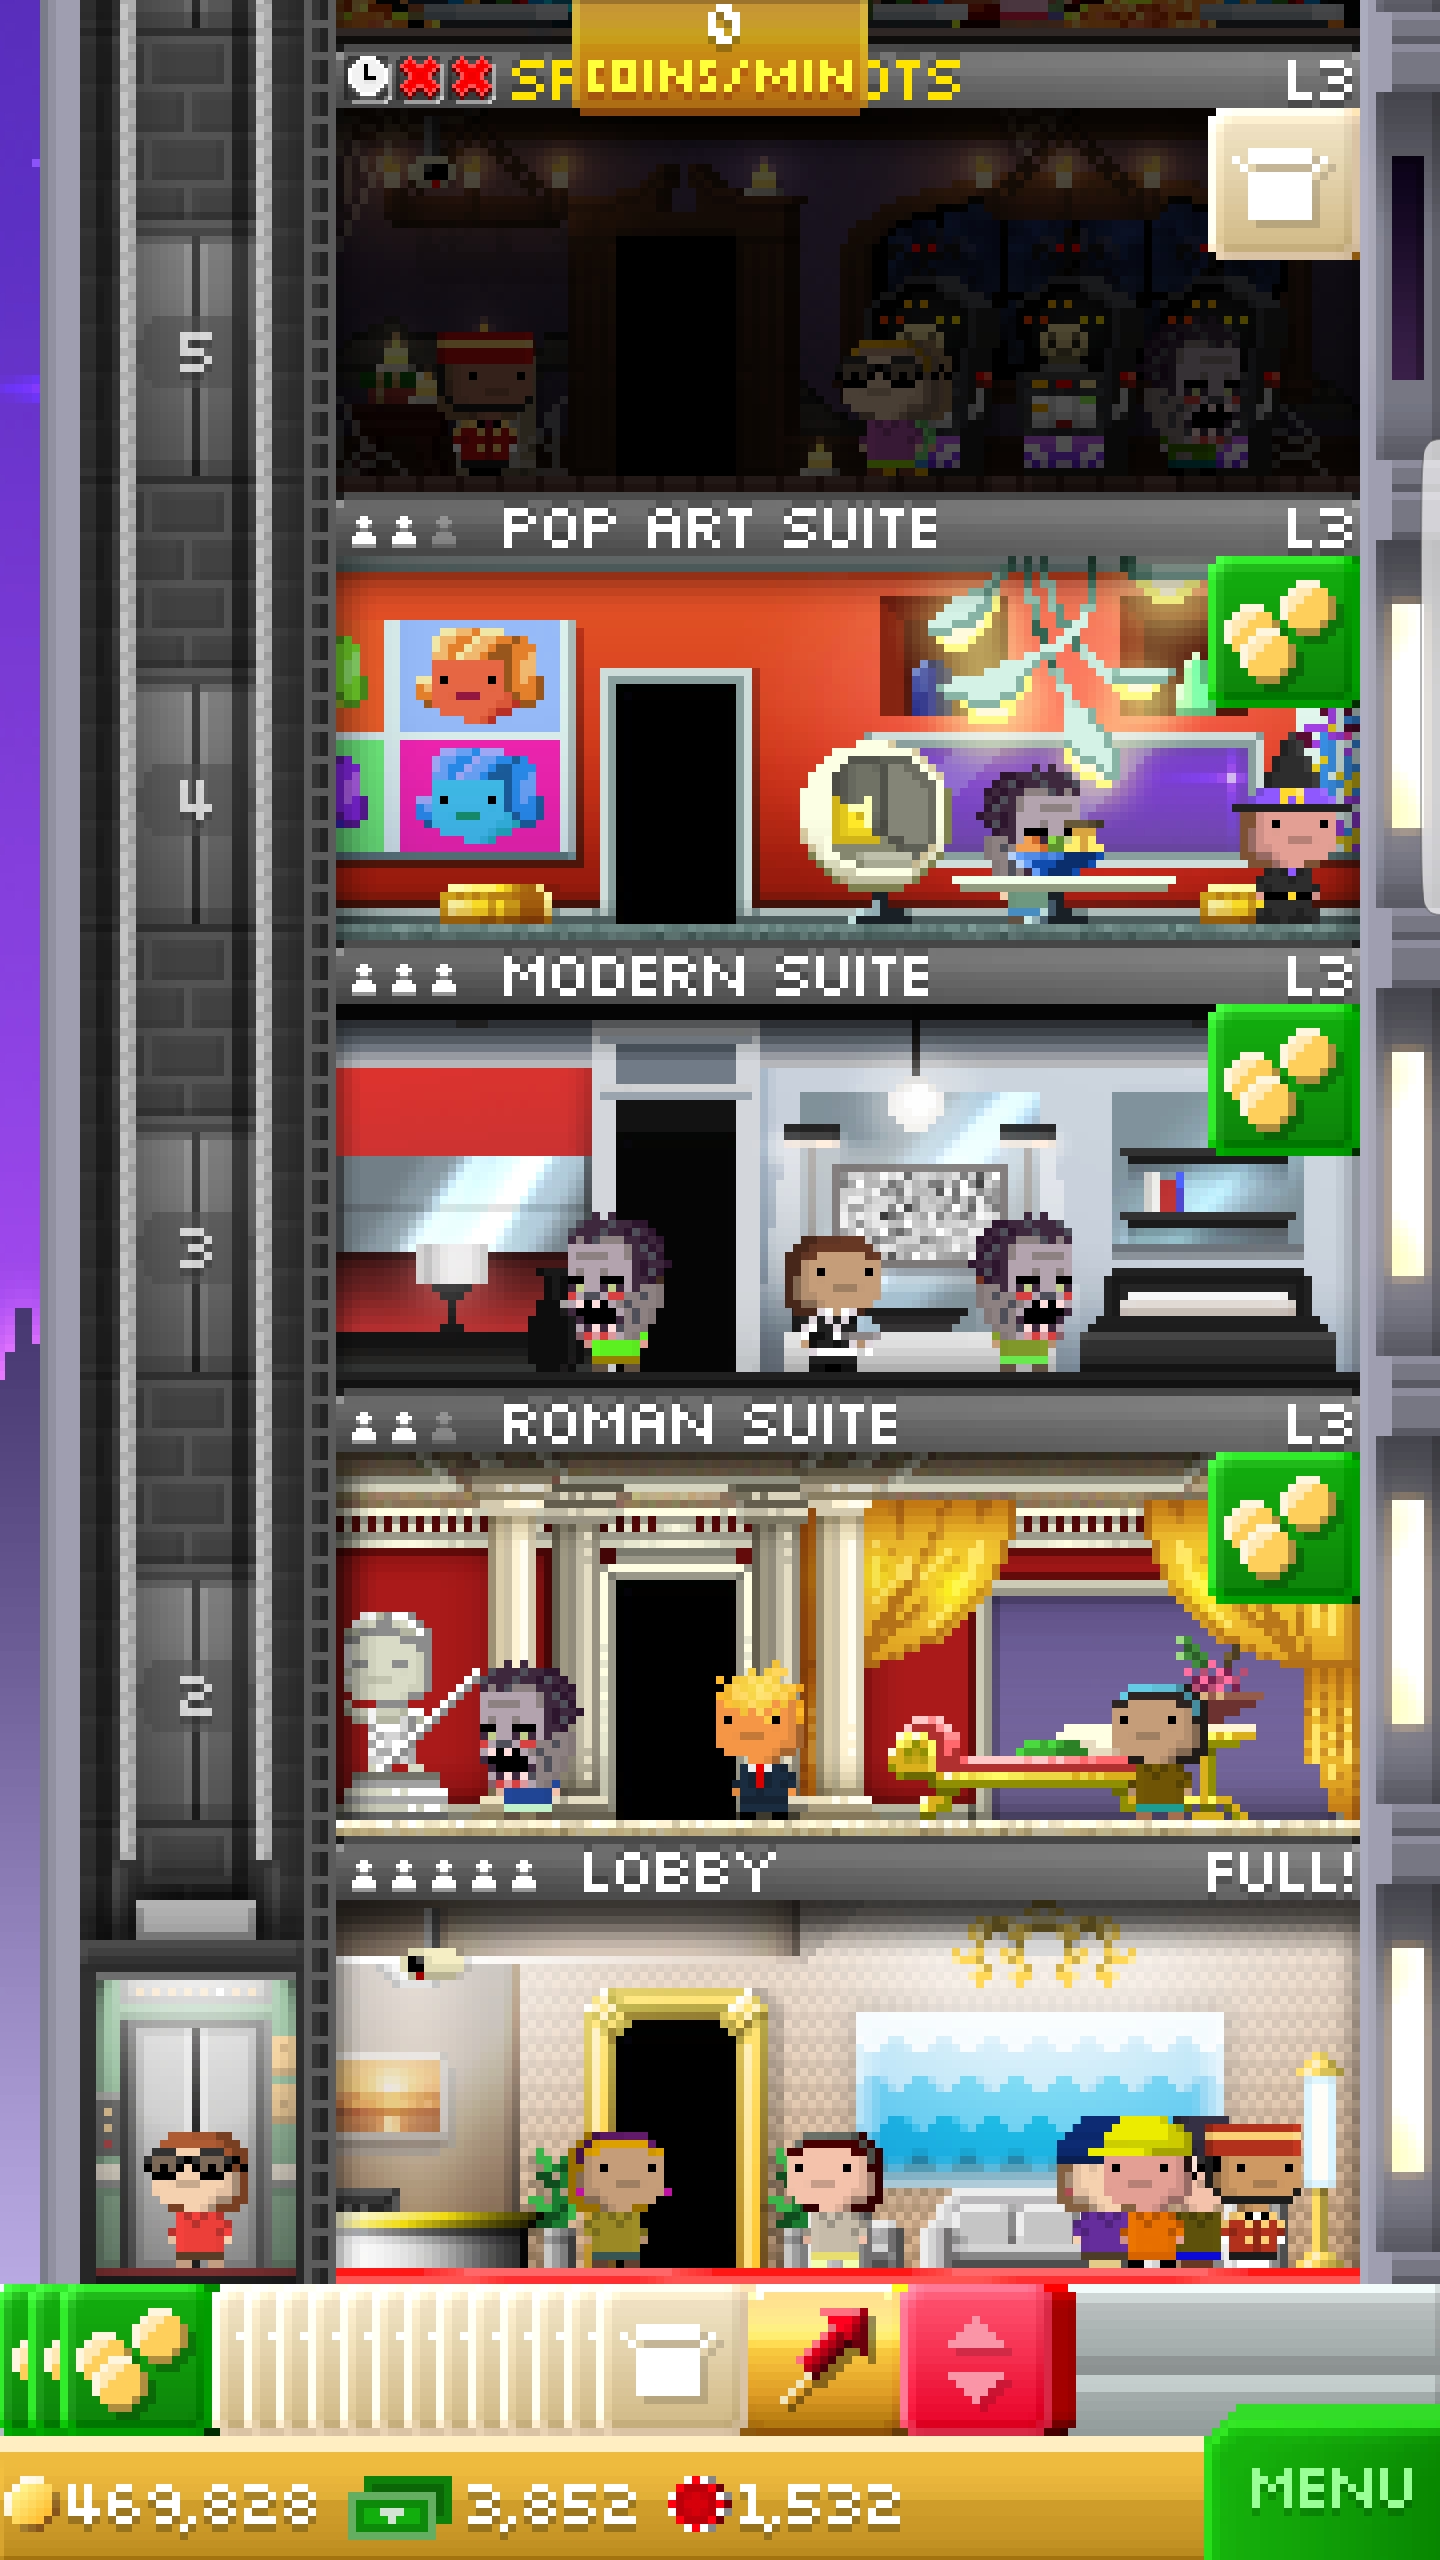 0
COINS/MIN
L3
5
POP ART SUITE L3
4
MODERN SUITE L3
3
ROMAN SUITE L3
2
LOBBY FULL!
469,828 3,852 1,532
MENU